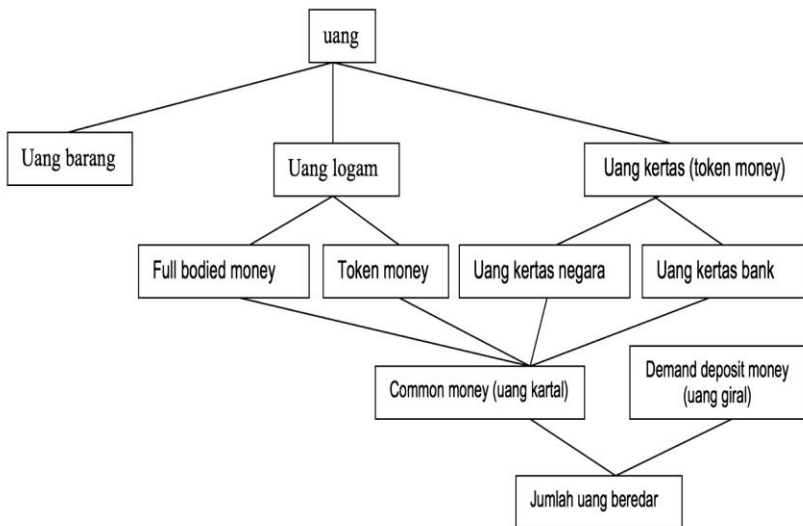 uang
Uang barang
Uang logam
Uang kertas (token money)
Full bodied money
Token money
Uang kertas negara
Uang kertas bank
Common money (uang kartal)
Demand deposit money
(uang giral)
Jumlah uang beredar